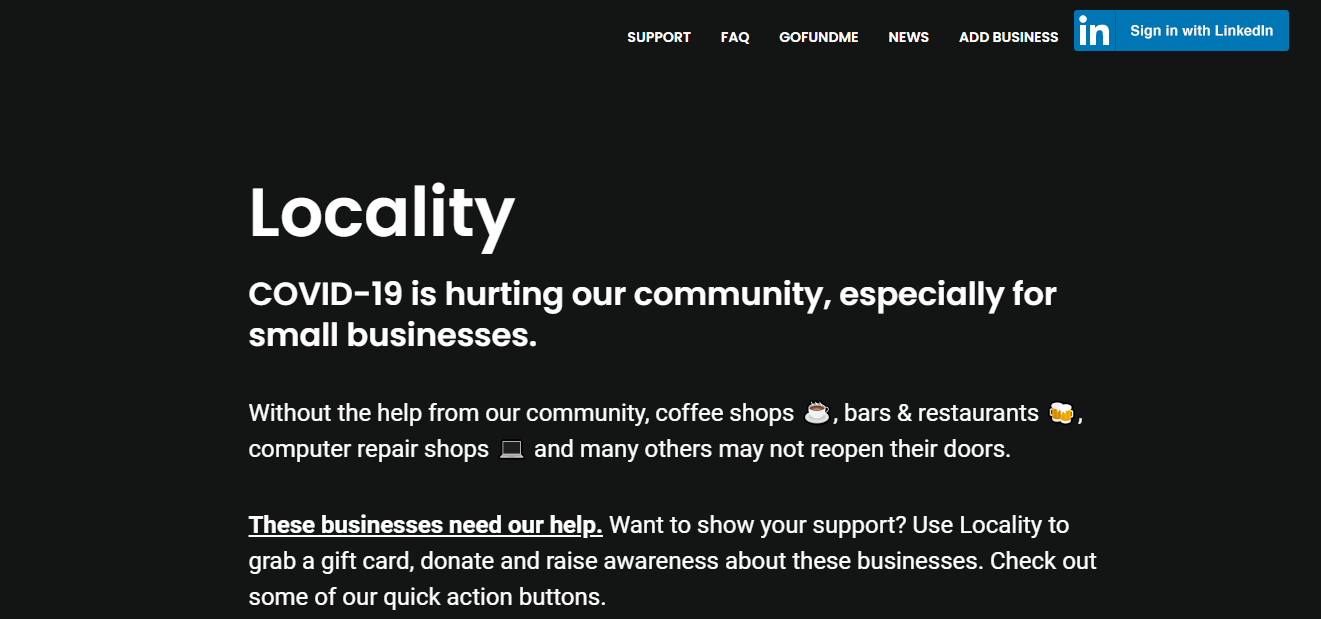 SUPPORT FAQ GOFUNDME NEWS ADD BUSINESS in Sign in with LinkedIn
Locality
COVID-19 is hurting our community, especially for
small businesses.
Without the help from our community, coffee shops ☕, bars & restaurants 🍻,
computer repair shops 💻 and many others may not reopen their doors.
These businesses need our help. Want to show your support? Use Locality to
grab a gift card, donate and raise awareness about these businesses. Check out
some of our quick action buttons.